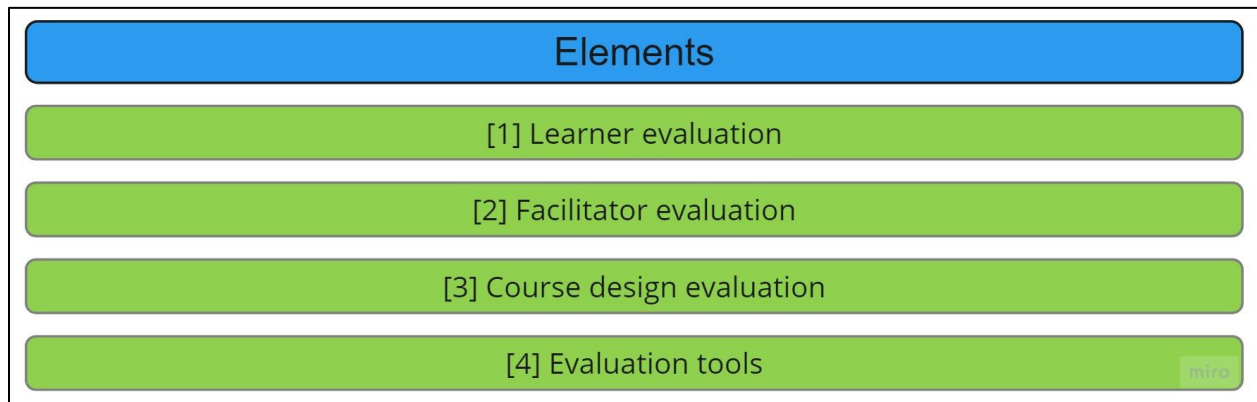 Elements
[1] Learner evaluation
[2] Facilitator evaluation
[3] Course design evaluation
[4] Evaluation tools
miro